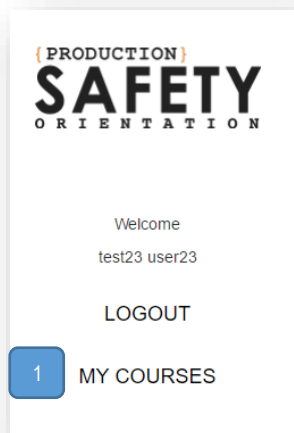 {PRODUCTION}
SAFETY
ORIENTATION
Welcome
test23 user23
LOGOUT
1 MY COURSES